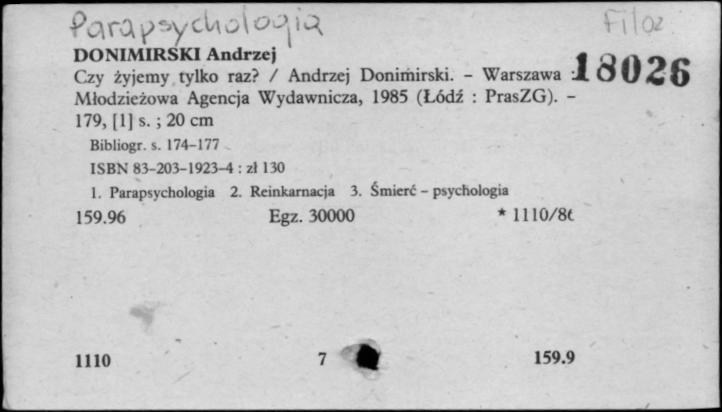 Parapsychologia Filoz
DONIMIRSKI Andrzej
Czy żyjemy tylko raz? / Andrzej Donimirski. – Warszawa : 18026
Młodzieżowa Agencja Wydawnicza, 1985 (Łódź : PrasZG). –
179, [1] s. ; 20 cm
Bibliogr. s. 174–177
ISBN 83-203-1923-4 : zł 130
1. Parapsychologia 2. Reinkarnacja 3. Śmierć – psychologia
159.96 Egz. 30000 * 1110/86
1110 7 159.9